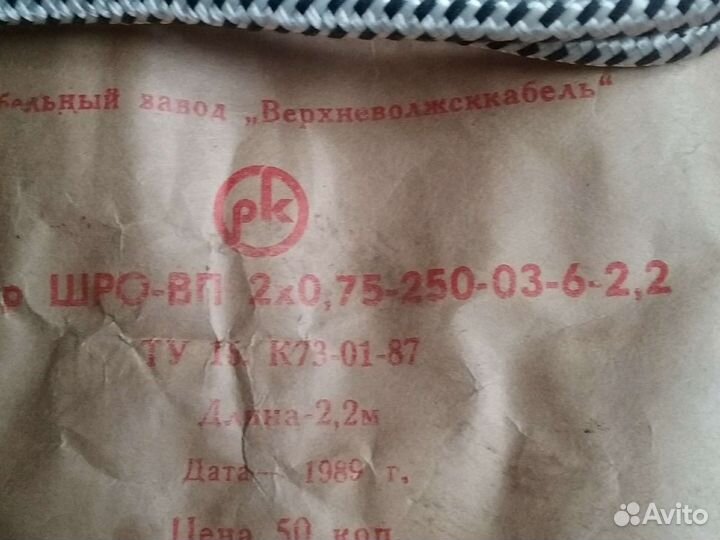 бельный завод „Верхневолжсккабель“
рк
р ШРО-ВП 2х0,75-250-03-6-2,2
ТУ 16. К73-01-87
Длина-2,2м
Дата- 1989 г.
Цена 50 коп
Avito